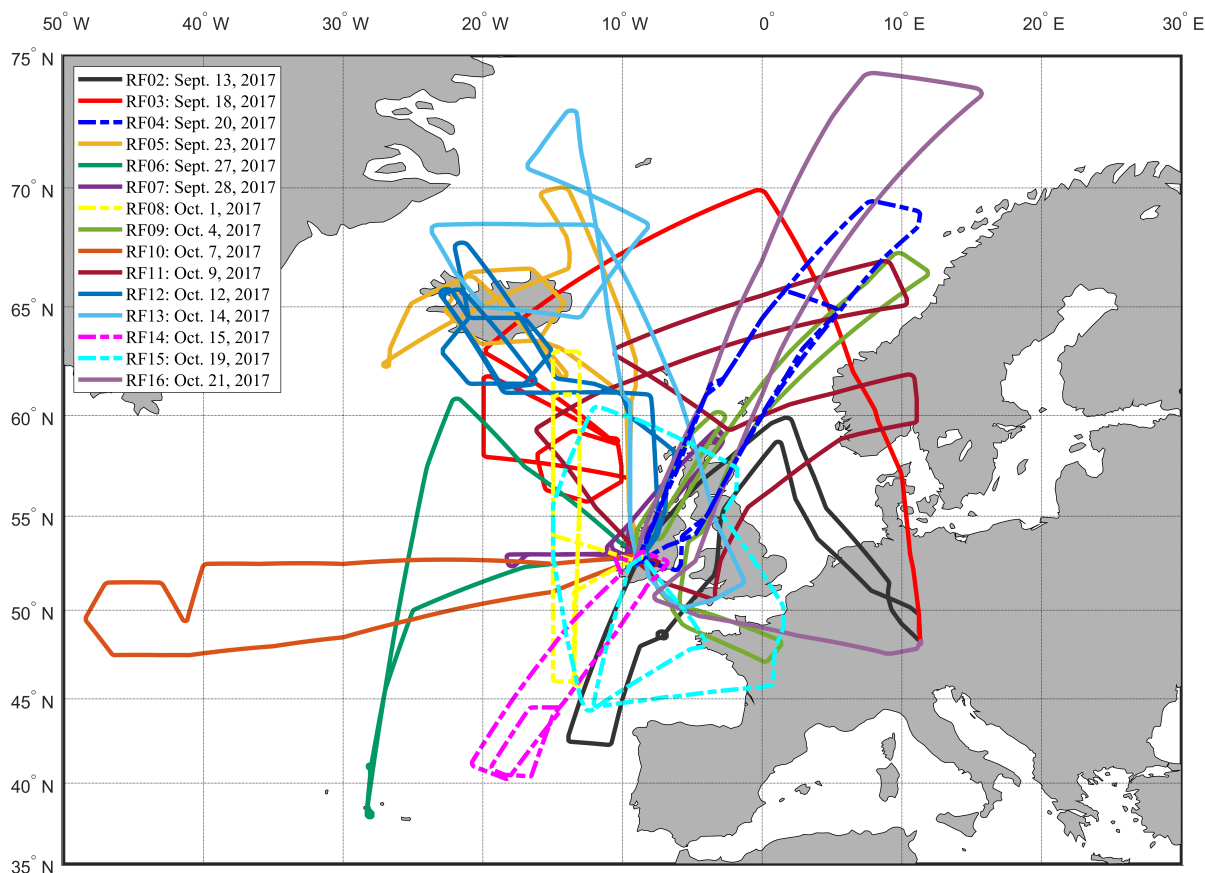 50° W 40° W 30° W 20° W 10° W 0° 10° E 20° E 30° E
75° N
70° N
65° N
60° N
55° N
50° N
45° N
40° N
35° N
RF02: Sept. 13, 2017
RF03: Sept. 18, 2017
RF04: Sept. 20, 2017
RF05: Sept. 23, 2017
RF06: Sept. 27, 2017
RF07: Sept. 28, 2017
RF08: Oct. 1, 2017
RF09: Oct. 4, 2017
RF10: Oct. 7, 2017
RF11: Oct. 9, 2017
RF12: Oct. 12, 2017
RF13: Oct. 14, 2017
RF14: Oct. 15, 2017
RF15: Oct. 19, 2017
RF16: Oct. 21, 2017